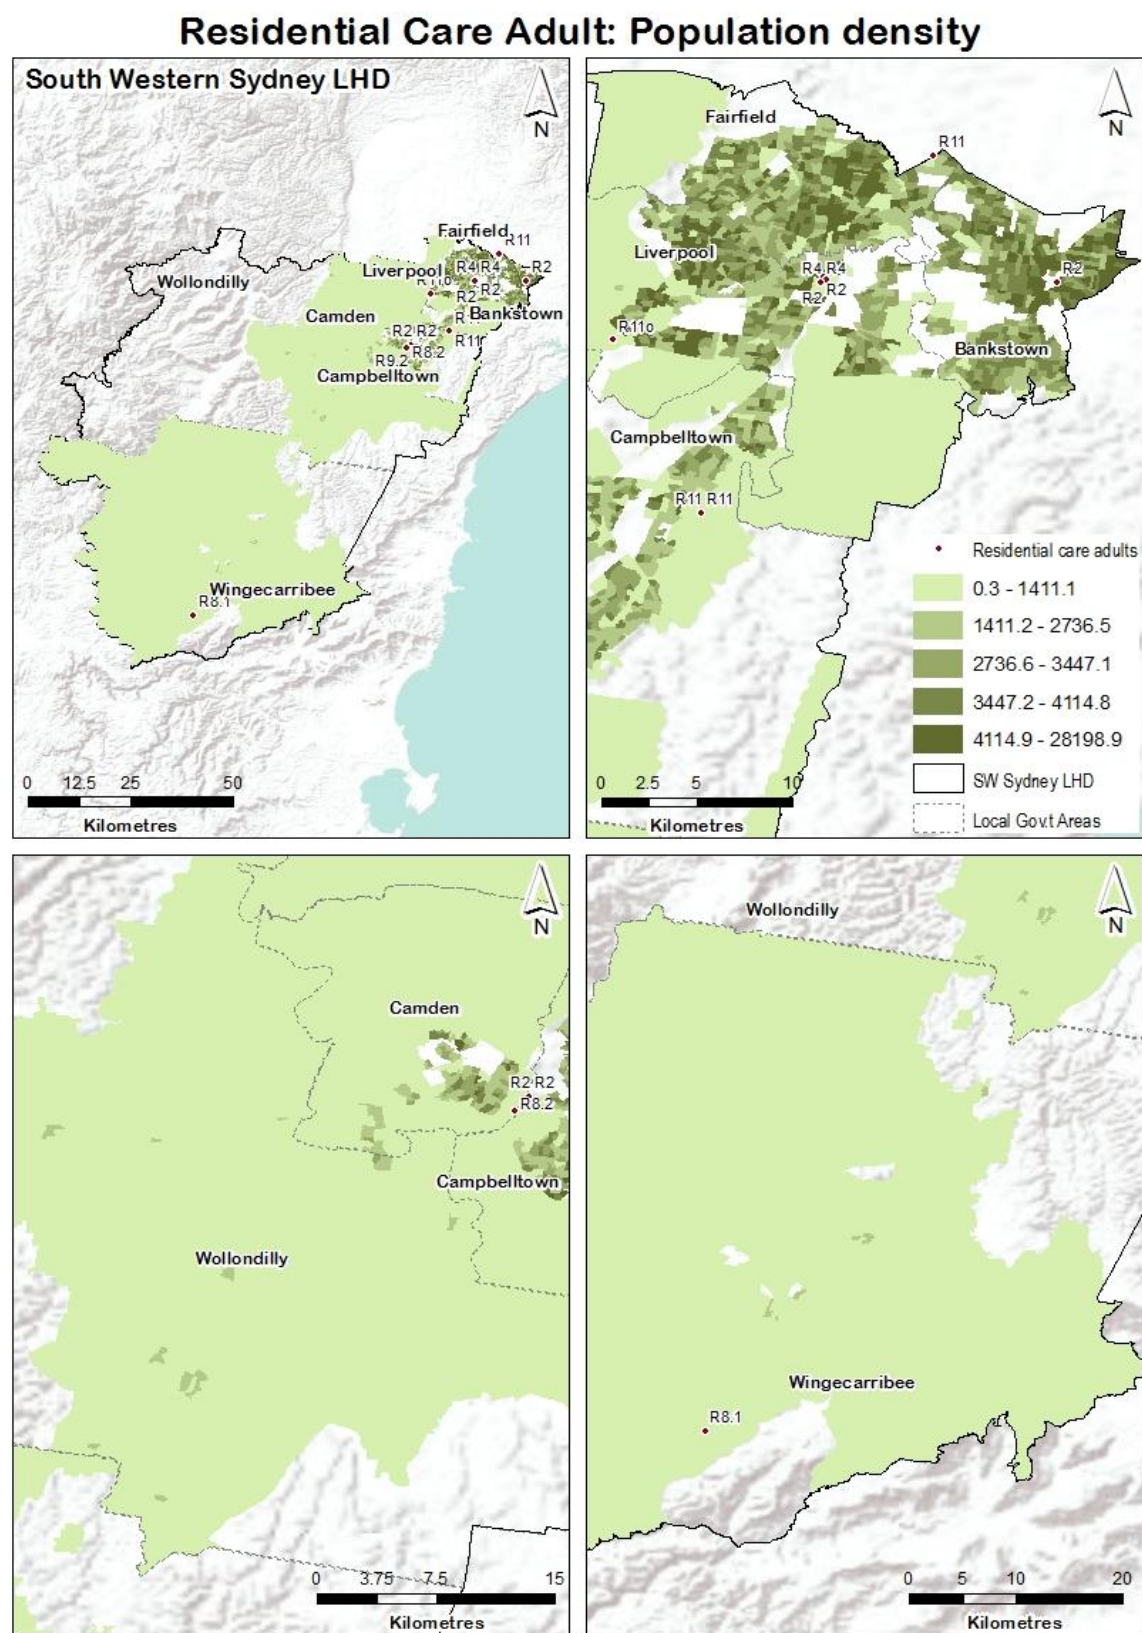 Residential Care Adult: Population density
South Western Sydney LHD
N
Fairfield
R11
Wollondilly
Liverpool
R4 R4
R2
R11o
R2
R2
Camden
Bankstown
R2 R2
R11
R9.2
R8.2
Campbelltown
Wingecarribee
R8.1
0 12.5 25 50
Kilometres
N
Fairfield
R11
Liverpool
R4 R4
R2
R2
R2
R11o
Bankstown
Campbelltown
R11 R11
Residential care adults
0.3 - 1411.1
1411.2 - 2736.5
2736.6 - 3447.1
3447.2 - 4114.8
4114.9 - 28198.9
SW Sydney LHD
Local Gov.t Areas
0 2.5 5 10
Kilometres
N
Camden
R2 R2
R8.2
Campbelltown
Wollondilly
0 3.75 7.5 15
Kilometres
N
Wollondilly
Wingecarribee
R8.1
0 5 10 20
Kilometres